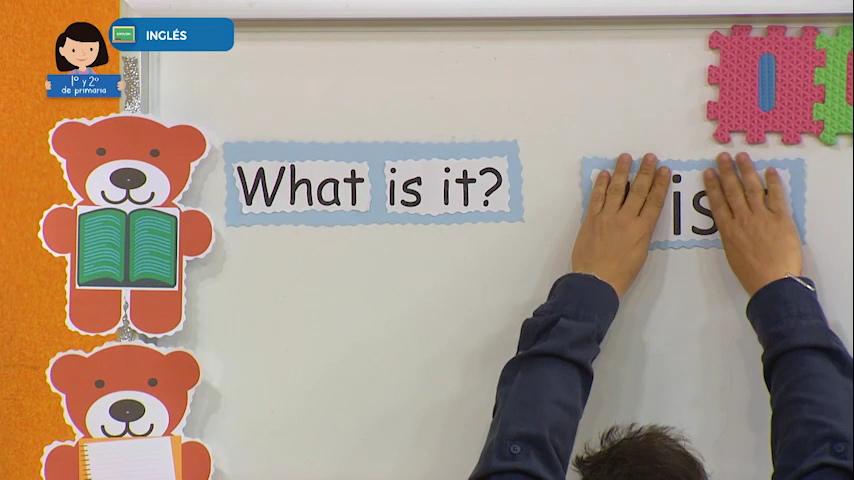 INGLÉS
1º y 2º
de primaria
What is it?
is